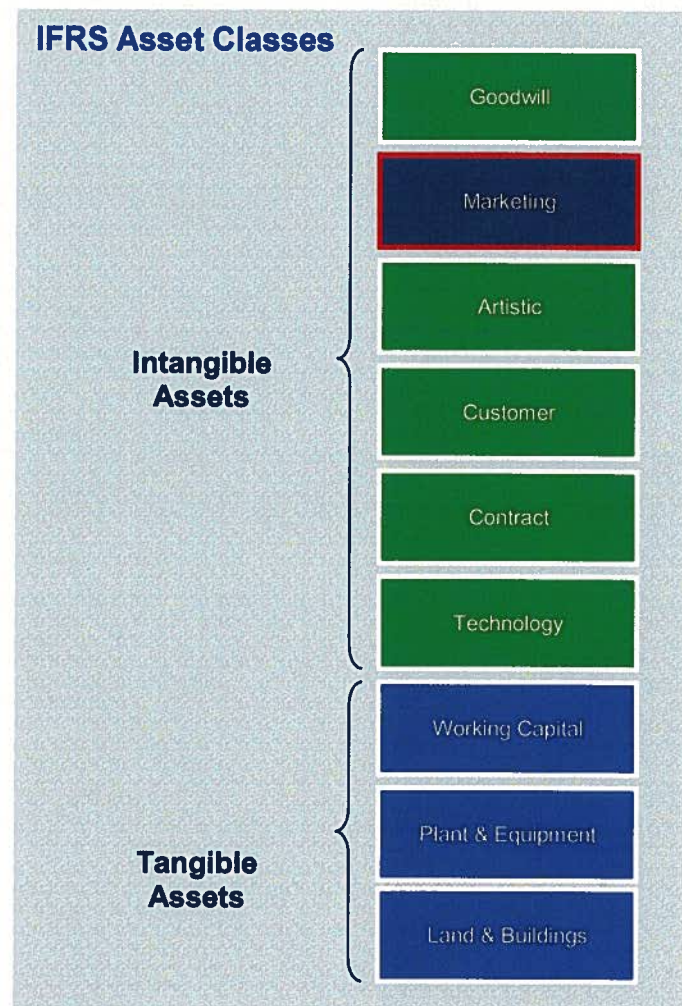 IFRS Asset Classes
Goodwill
Marketing
Artistic
Intangible
Assets
Customer
Contract
Technology
Working Capital
Plant & Equipment
Tangible
Assets
Land & Buildings